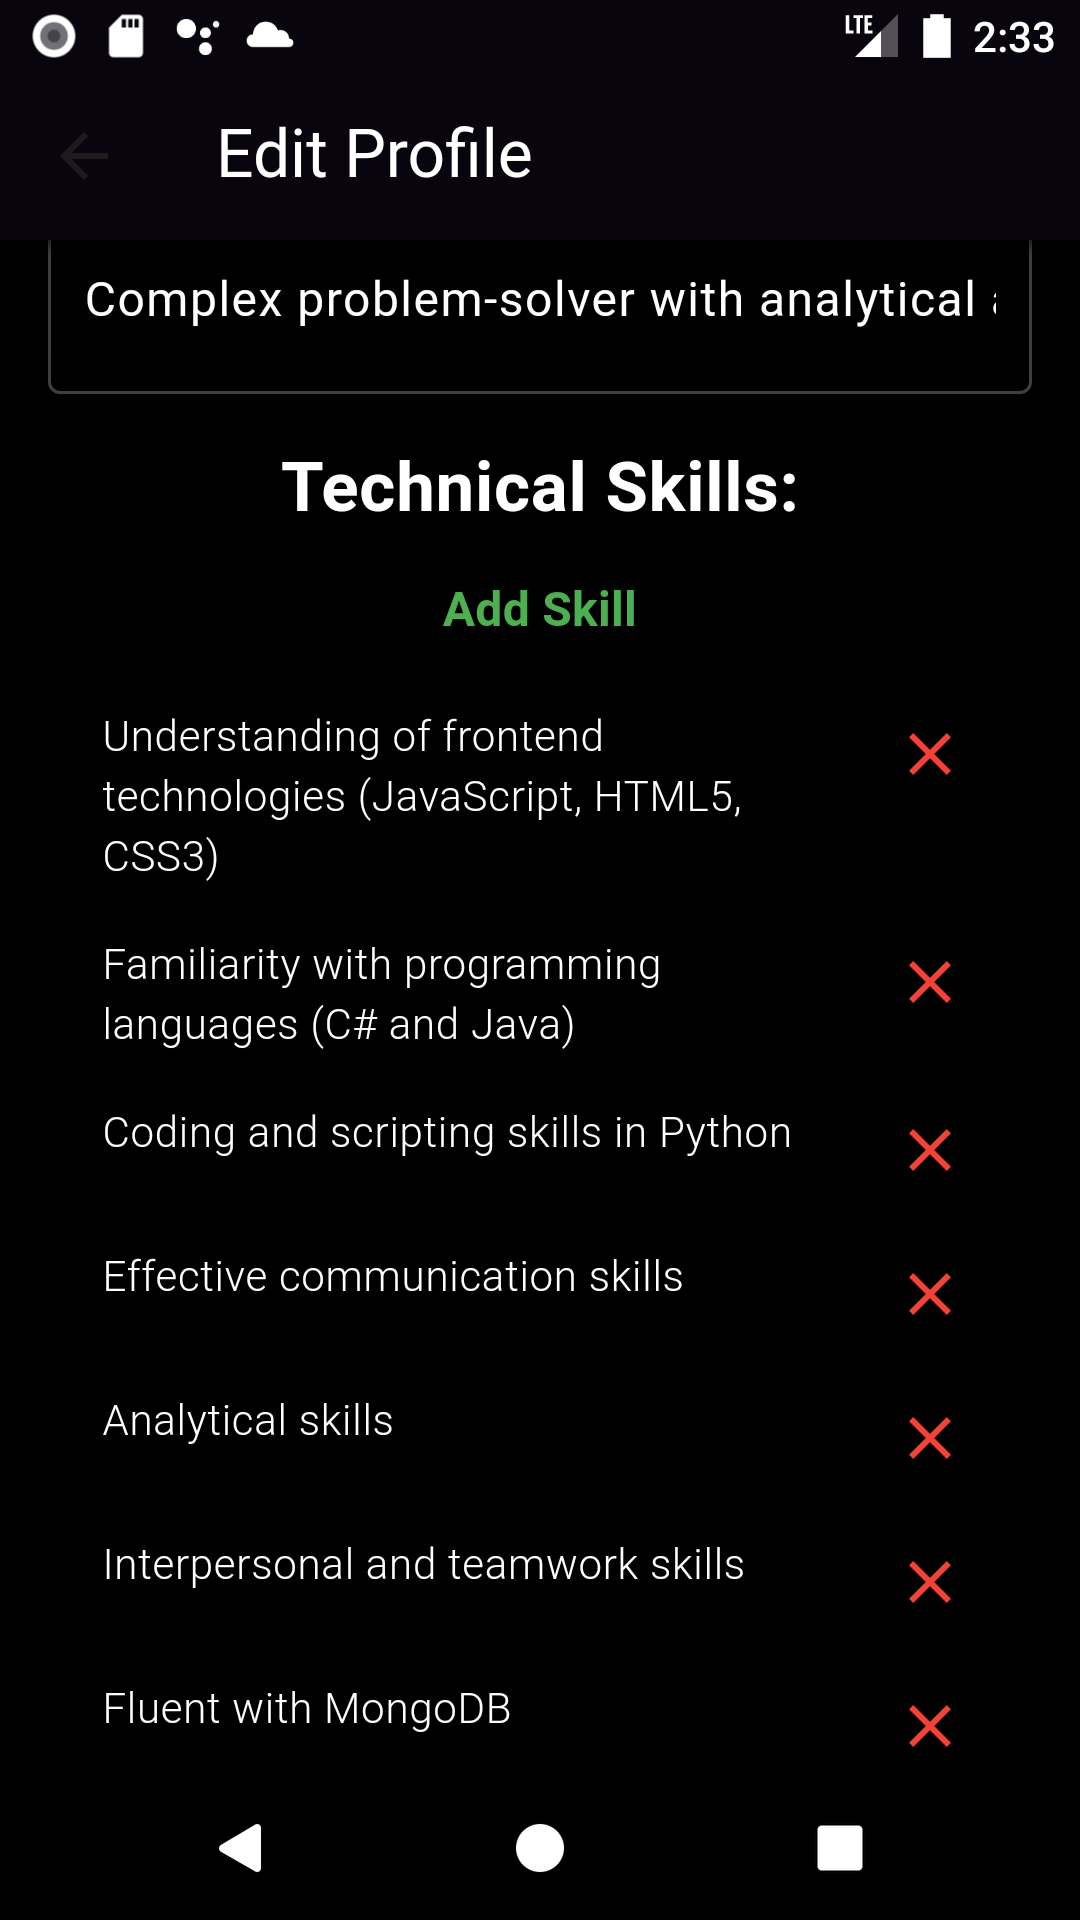 LTE 2:33
Edit Profile
Complex problem-solver with analytical
Technical Skills:
Add Skill
Understanding of frontend
technologies (JavaScript, HTML5,
CSS3)
Familiarity with programming
languages (C# and Java)
Coding and scripting skills in Python
Effective communication skills
Analytical skills
Interpersonal and teamwork skills
Fluent with MongoDB